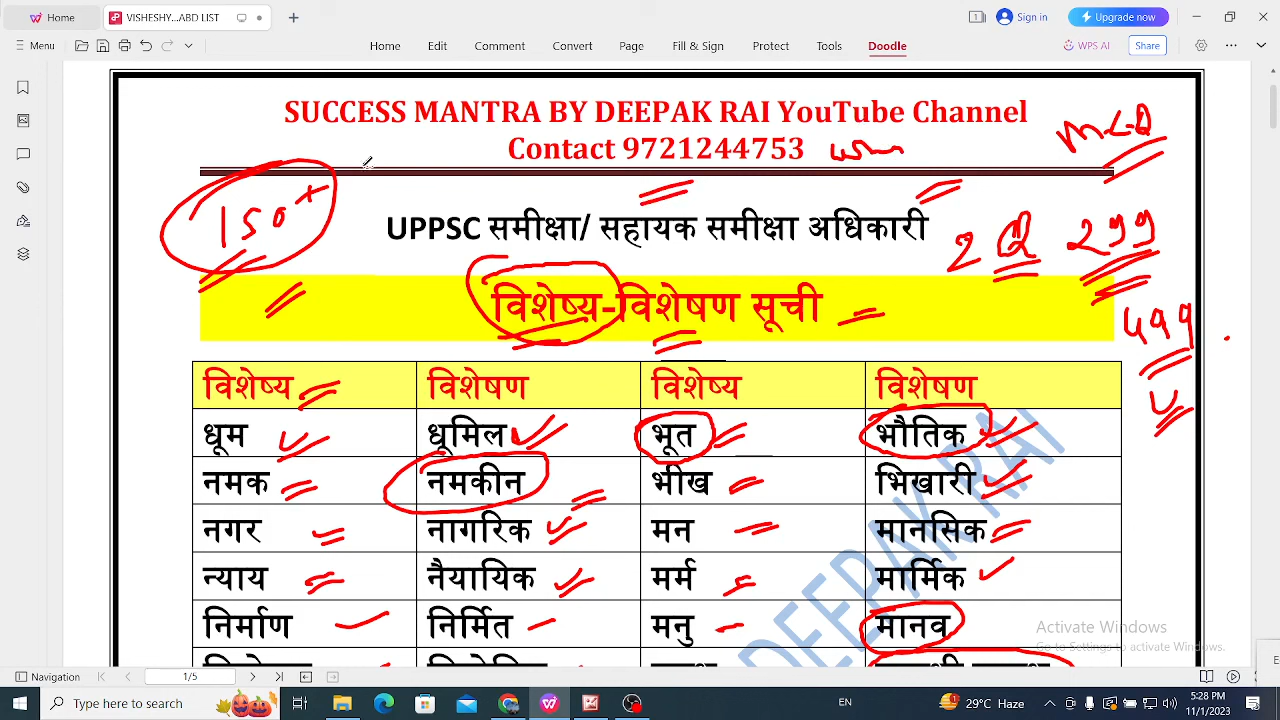 Home
VISHESHY...ABD LIST
1
Sign in
Upgrade now
Menu
Home Edit Comment Convert Page Fill & Sign Protect Tools Doodle
WPS AI
Share
SUCCESS MANTRA BY DEEPAK RAI YouTube Channel
Contact 9721244753
150+
UPPSC समीक्षा/ सहायक समीक्षा अधिकारी
2 Q 299
499
विशेष्य-विशेषण सूची
विशेष्य विशेषण विशेष्य विशेषण
धूम धूमिल भूत भौतिक
नमक नमकीन भीख भिखारी
नगर नागरिक मन मानसिक
न्याय नैयायिक मर्म मार्मिक
निर्माण निर्मित मनु मानव
DEEPAK RAI
Activate Windows
Go to Settings to activate Windows.
Navigation
1/5
Type here to search
EN
29°C Haze
5:28 PM
11/1/2023